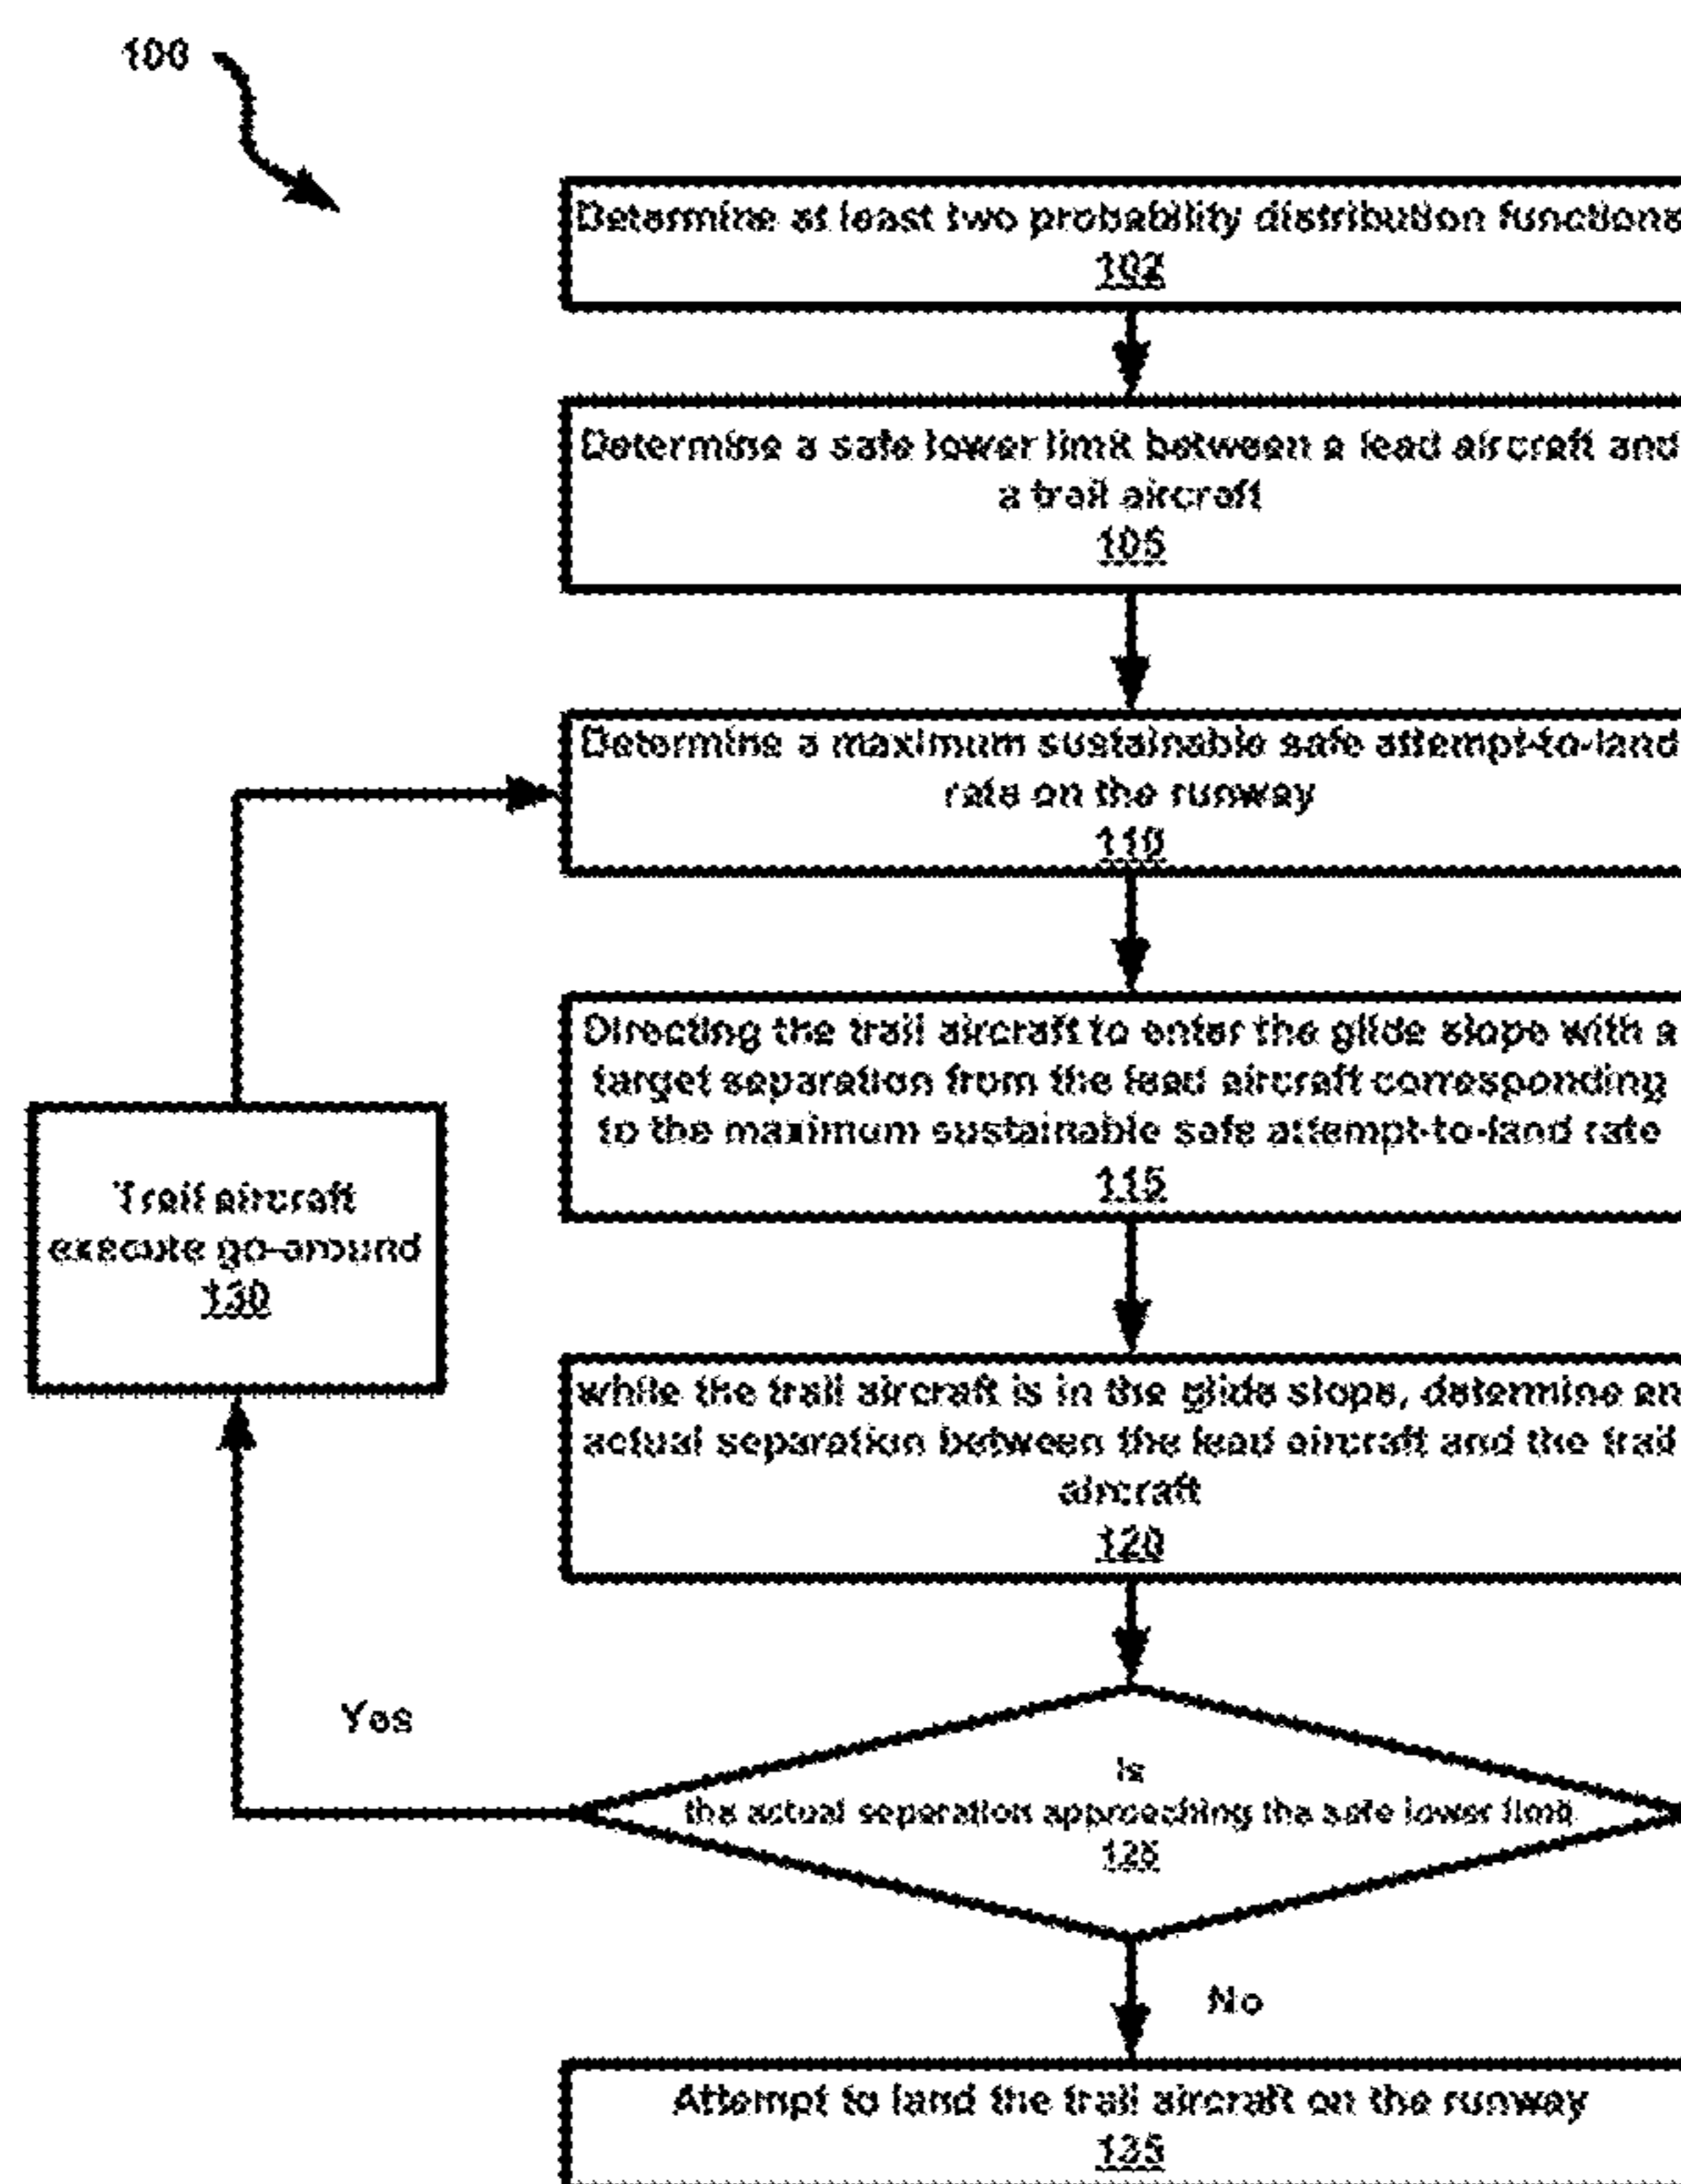 100
Determine at least two probability distribution functions
102
Determine a safe lower limit between a lead aircraft and
a trail aircraft
105
Determine a maximum sustainable safe attempt-to-land
rate on the runway
110
Directing the trail aircraft to enter the glide slope with a
target separation from the lead aircraft corresponding
to the maximum sustainable safe attempt-to-land rate
115
Trail aircraft
execute go-around
130
while the trail aircraft is in the glide slope, determine an
actual separation between the lead aircraft and the trail
aircraft
120
Yes
is
the actual separation approaching the safe lower limit
125
No
Attempt to land the trail aircraft on the runway
135